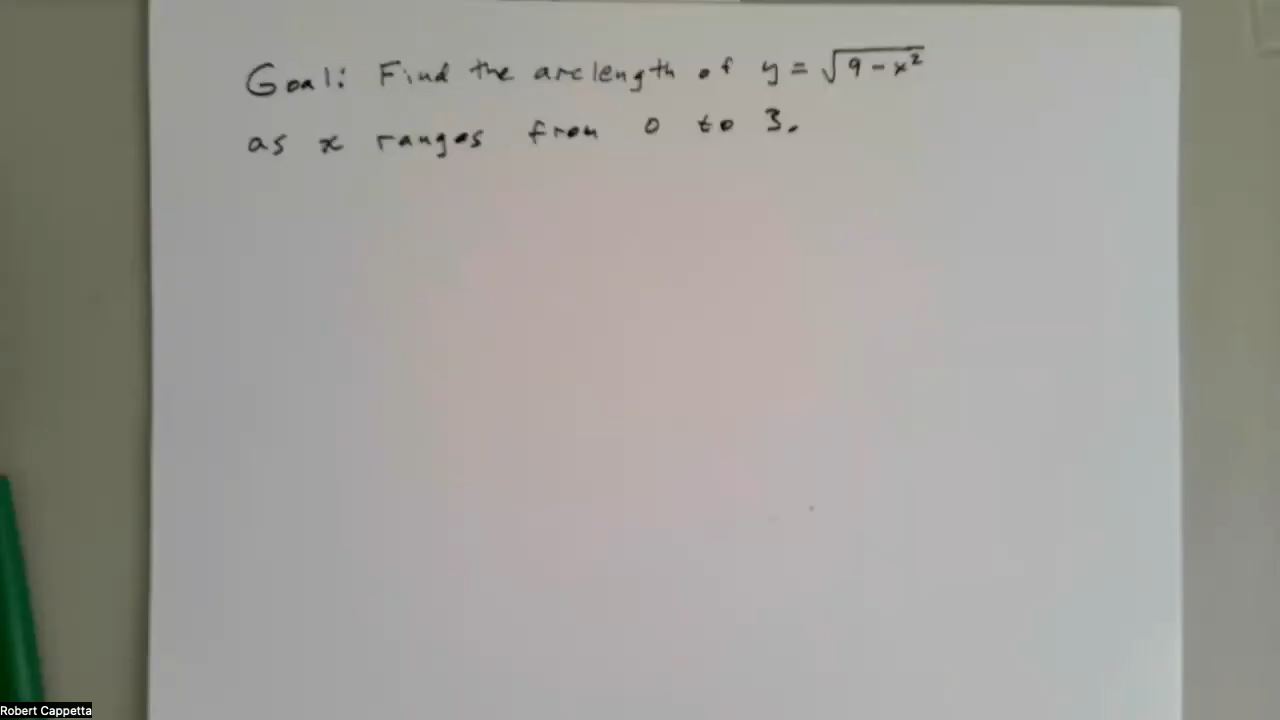 Goal: Find the arclength of y = √(9 - x²)
as x ranges from 0 to 3.
Robert Cappetta